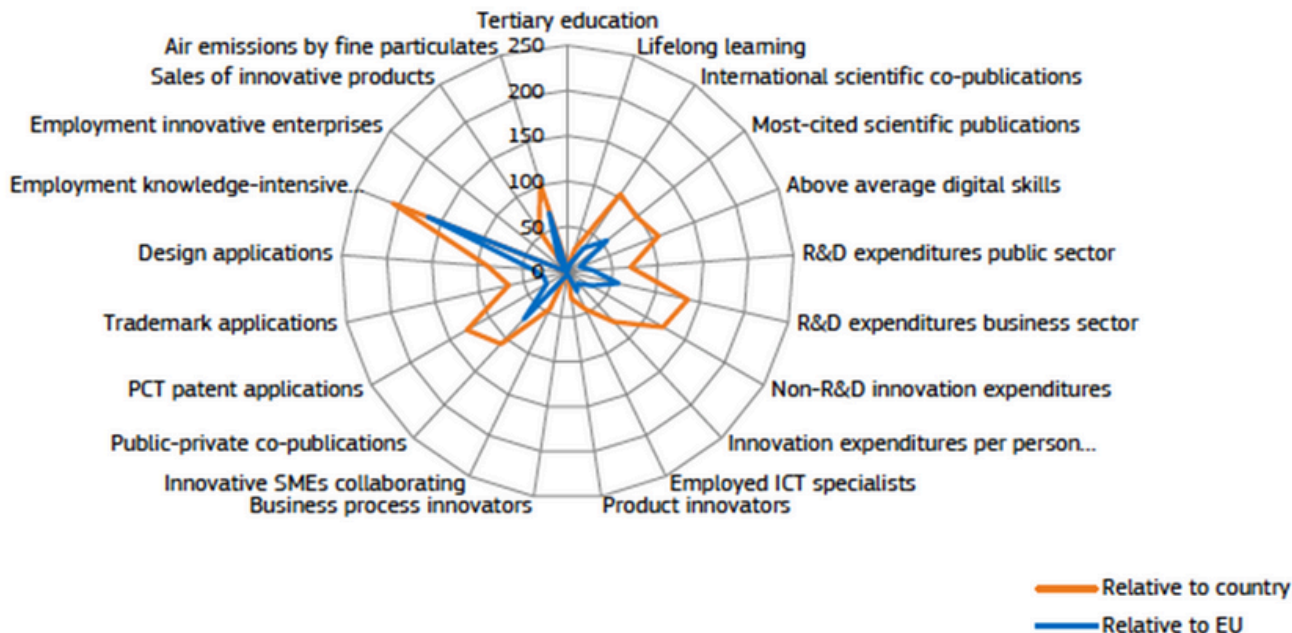 Tertiary education
Lifelong learning
International scientific co-publications
Most-cited scientific publications
Above average digital skills
R&D expenditures public sector
R&D expenditures business sector
Non-R&D innovation expenditures
Innovation expenditures per person...
Employed ICT specialists
Product innovators
Business process innovators
Innovative SMEs collaborating
Public-private co-publications
PCT patent applications
Trademark applications
Design applications
Employment knowledge-intensive...
Employment innovative enterprises
Sales of innovative products
Air emissions by fine particulates
250
200
150
100
50
0
Relative to country
Relative to EU